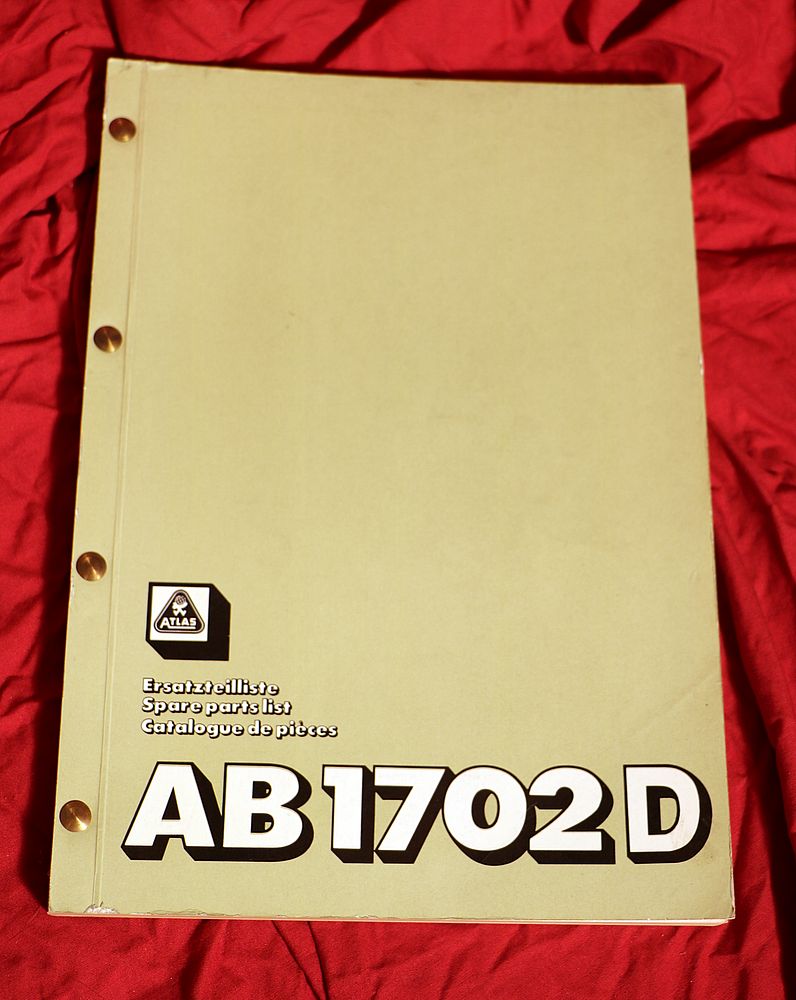 ATLAS
Ersatzteilliste
Spare parts list
Catalogue de pièces
AB 1702 D